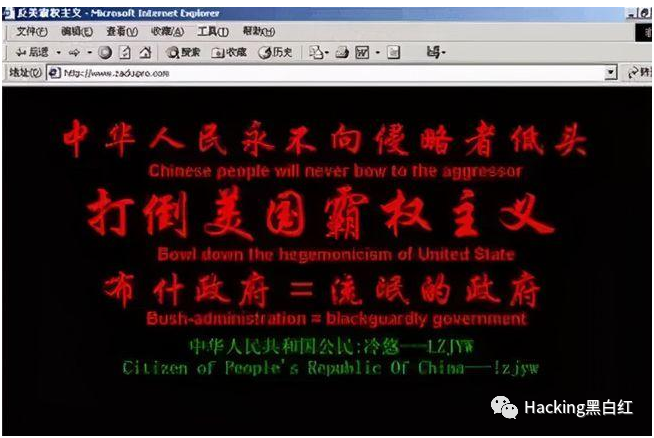 反美霸权主义 - Microsoft Internet Explorer
文件(F) 编辑(E) 查看(V) 收藏(A) 工具(T) 帮助(H)
后退 搜索 收藏 历史
地址(D)
中华人民永不向侵略者低头
Chinese people will never bow to the aggressor
打倒美国霸权主义
Bowl down the hegemonicism of United State
布什政府=流氓的政府
Bush-administration = blackguardly government
中华人民共和国公民:冷悠——LZJYW
Citizen of People's Republic Of China——lzjyw
Hacking黑白红